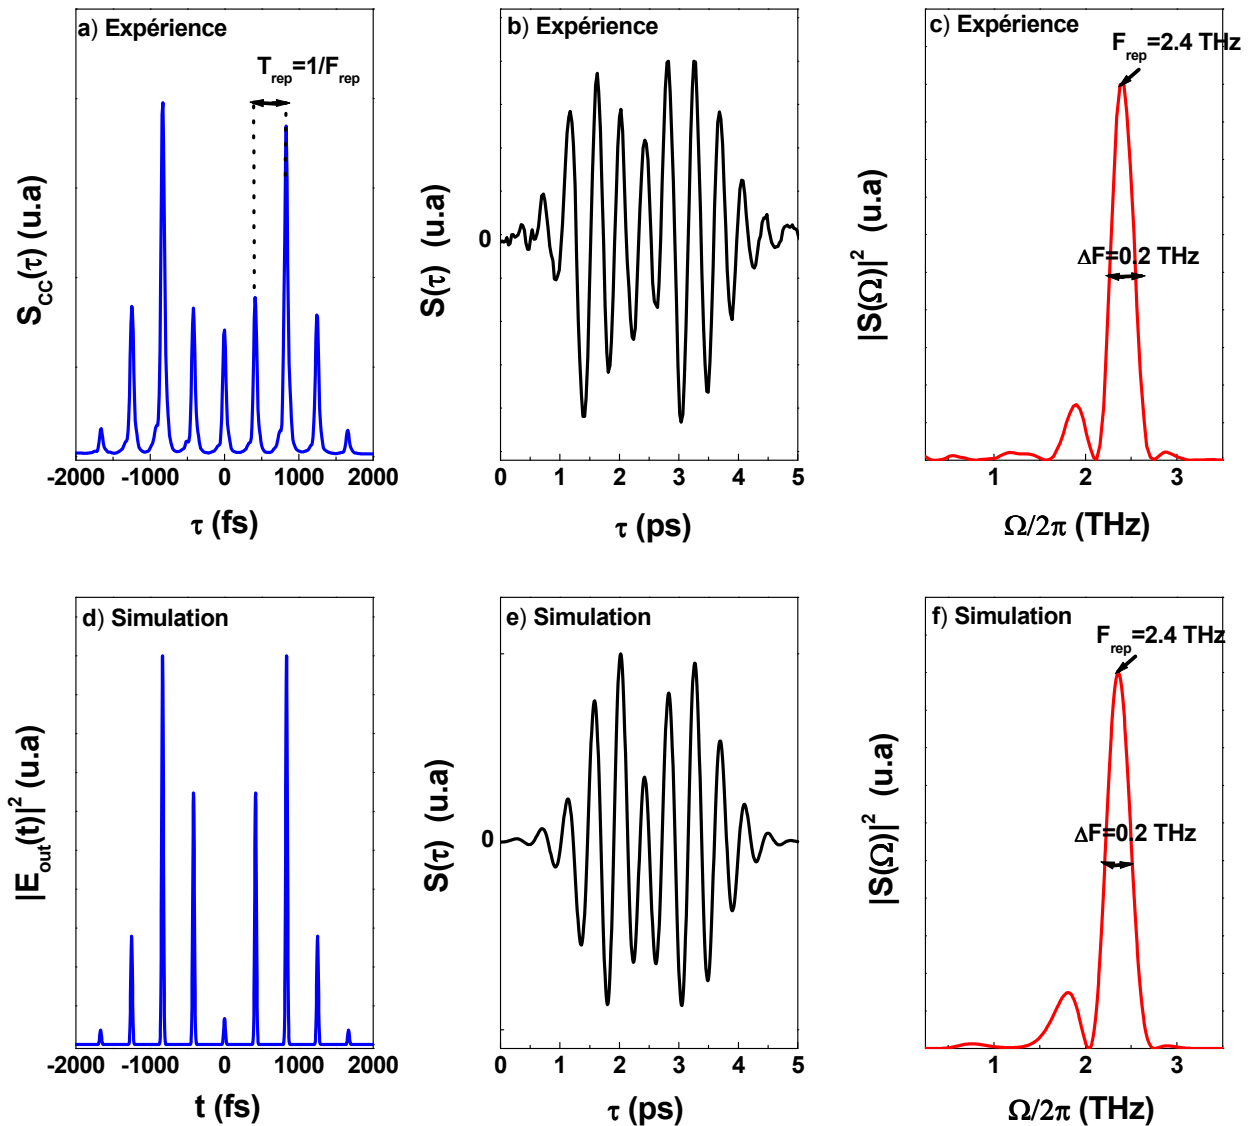 a) Expérience
T_rep=1/F_rep
S_CC(τ) (u.a)
-2000 -1000 0 1000 2000
τ (fs)
b) Expérience
S(τ) (u.a)
0
0 1 2 3 4 5
τ (ps)
c) Expérience
F_rep=2.4 THz
ΔF=0.2 THz
|S(Ω)|² (u.a)
1 2 3
Ω/2π (THz)
d) Simulation
|E_out(t)|² (u.a)
-2000 -1000 0 1000 2000
t (fs)
e) Simulation
S(τ) (u.a)
0
0 1 2 3 4 5
τ (ps)
f) Simulation
F_rep=2.4 THz
ΔF=0.2 THz
|S(Ω)|² (u.a)
1 2 3
Ω/2π (THz)